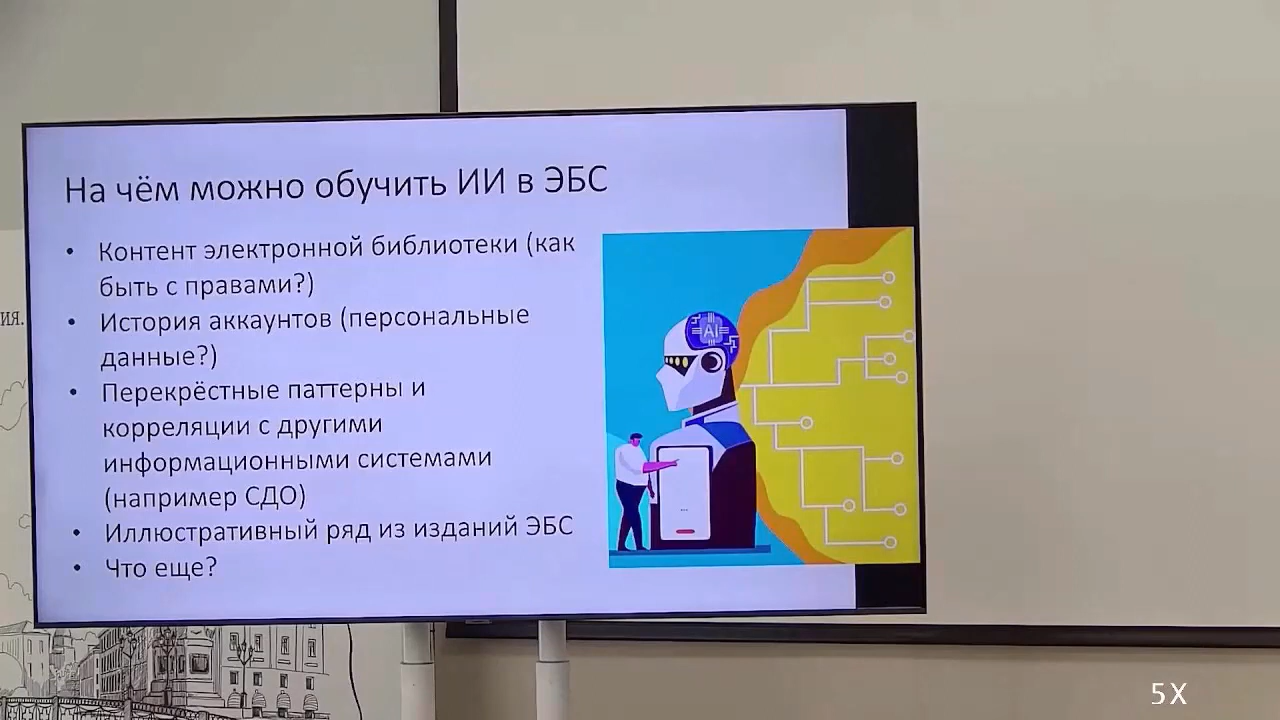 На чём можно обучить ИИ в ЭБС
• Контент электронной библиотеки (как
быть с правами?)
• История аккаунтов (персональные
данные?)
• Перекрёстные паттерны и
корреляции с другими
информационными системами
(например СДО)
• Иллюстративный ряд из изданий ЭБС
• Что еще?
AI
ия.
5X